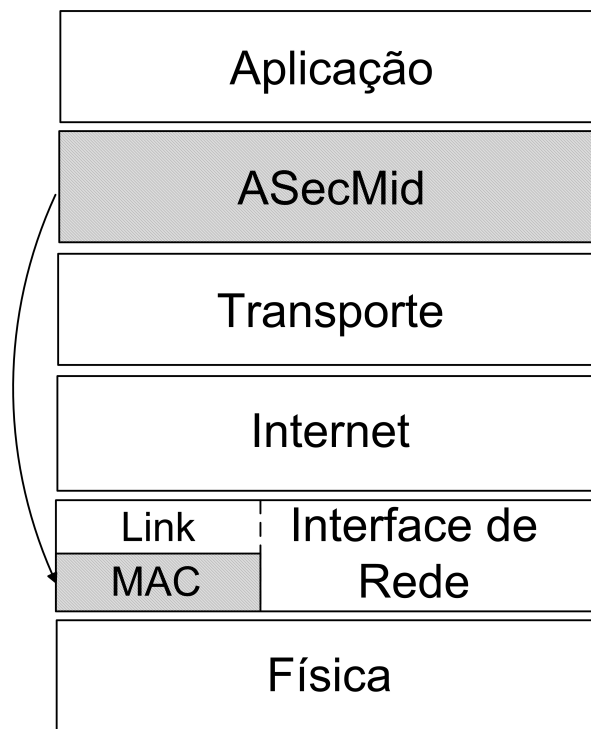 Aplicação
ASecMid
Transporte
Internet
Link
MAC
Interface de
Rede
Física